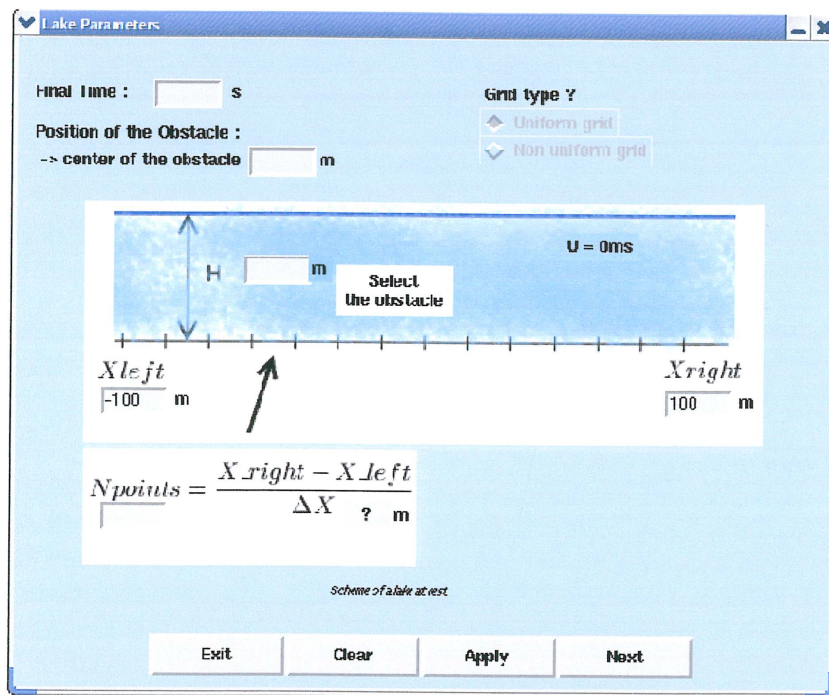 Lake Parameters
Final Time : s
Grid type ?
Position of the Obstacle :
Uniform grid
-> center of the obstacle m
Non uniform grid
U = 0ms
H m
Select
the obstacle
Xleft
Xright
-100 m
100 m
Npoints = \frac{X_right − X_left}{ΔX}
? m
Scheme of a lake at rest
Exit Clear Apply Next